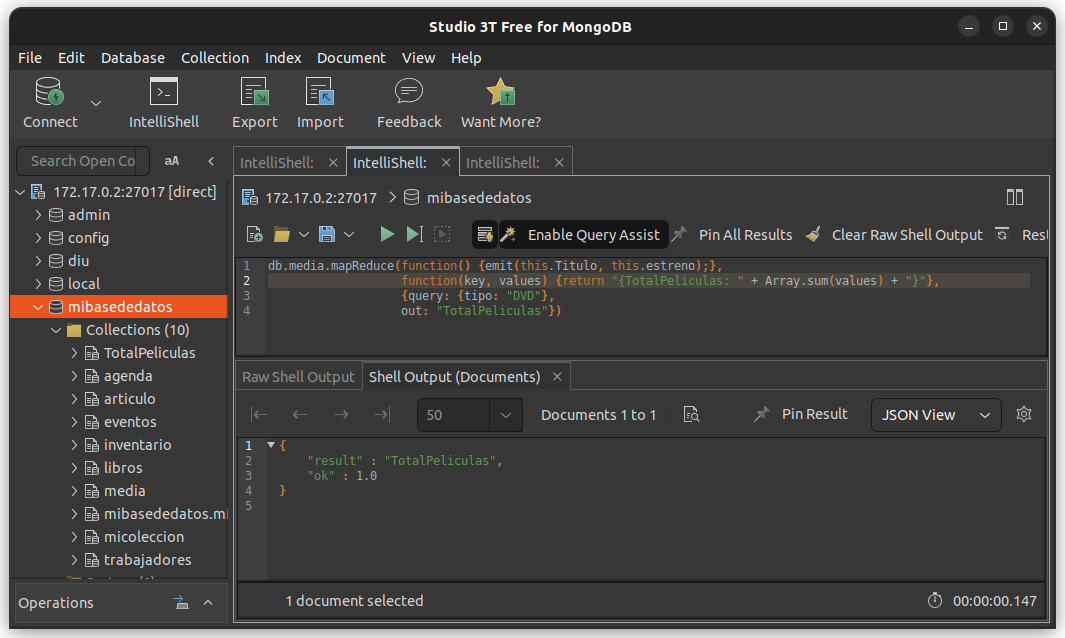 Studio 3T Free for MongoDB
File Edit Database Collection Index Document View Help
Connect IntelliShell Export Import Feedback Want More?
Search Open Co aA
IntelliShell: IntelliShell: IntelliShell:
172.17.0.2:27017 [direct]
admin
config
diu
local
mibasededatos
Collections (10)
TotalPeliculas
agenda
articulo
eventos
inventario
libros
media
mibasededatos.mi
micoleccion
trabajadores
Operations
172.17.0.2:27017 mibasededatos
Enable Query Assist Pin All Results Clear Raw Shell Output Rest
1 db.media.mapReduce(function() {emit(this.Titulo, this.estreno);},
2 function(key, values) {return "{TotalPeliculas: " + Array.sum(values) + "}"},
3 {query: {tipo: "DVD"},
4 out: "TotalPeliculas"})
Raw Shell Output Shell Output (Documents)
50 Documents 1 to 1 Pin Result JSON View
1 {
2 "result" : "TotalPeliculas",
3 "ok" : 1.0
4 }
5
1 document selected 00:00:00.147